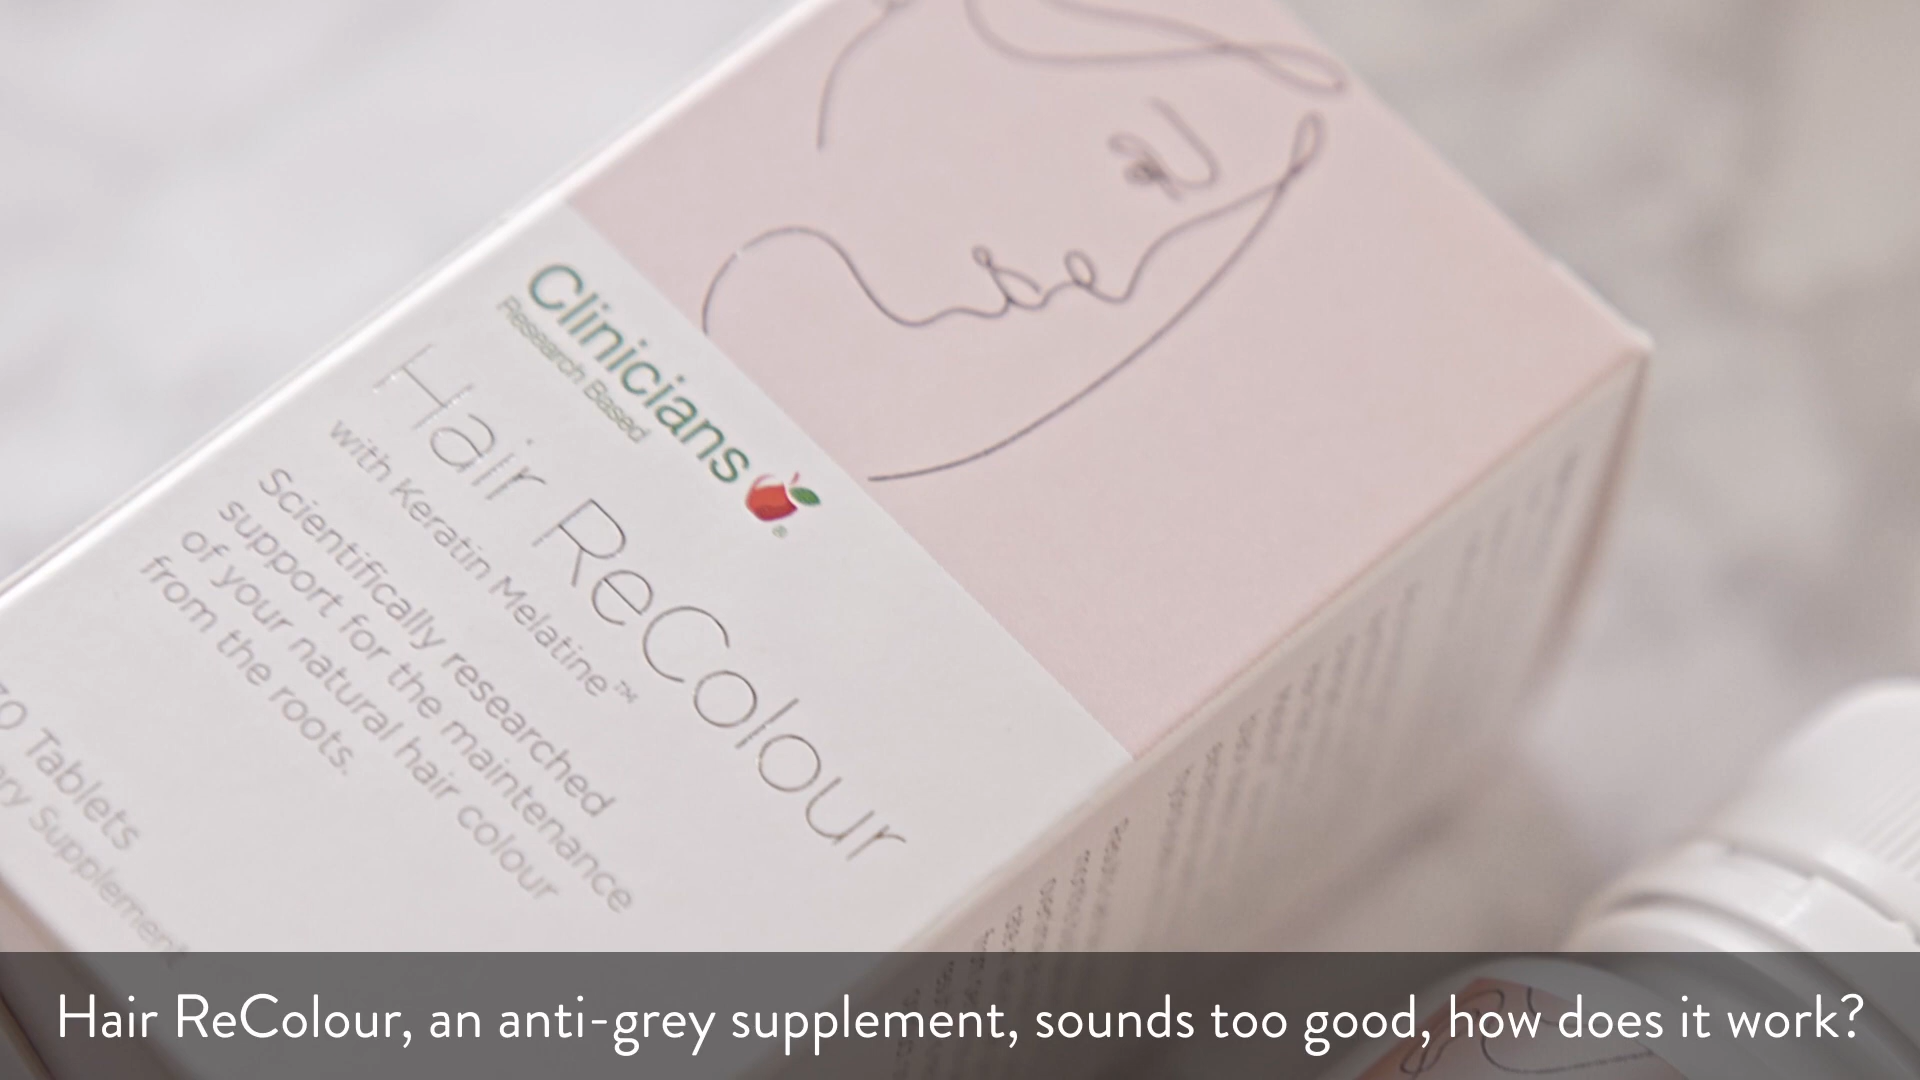 Clinicians
Research Based
Hair ReColour
with Keratin Melatine™
Scientifically researched
support for the maintenance
of your natural hair colour
from the roots.
Tablets
Supplement
Hair ReColour, an anti-grey supplement, sounds too good, how does it work?